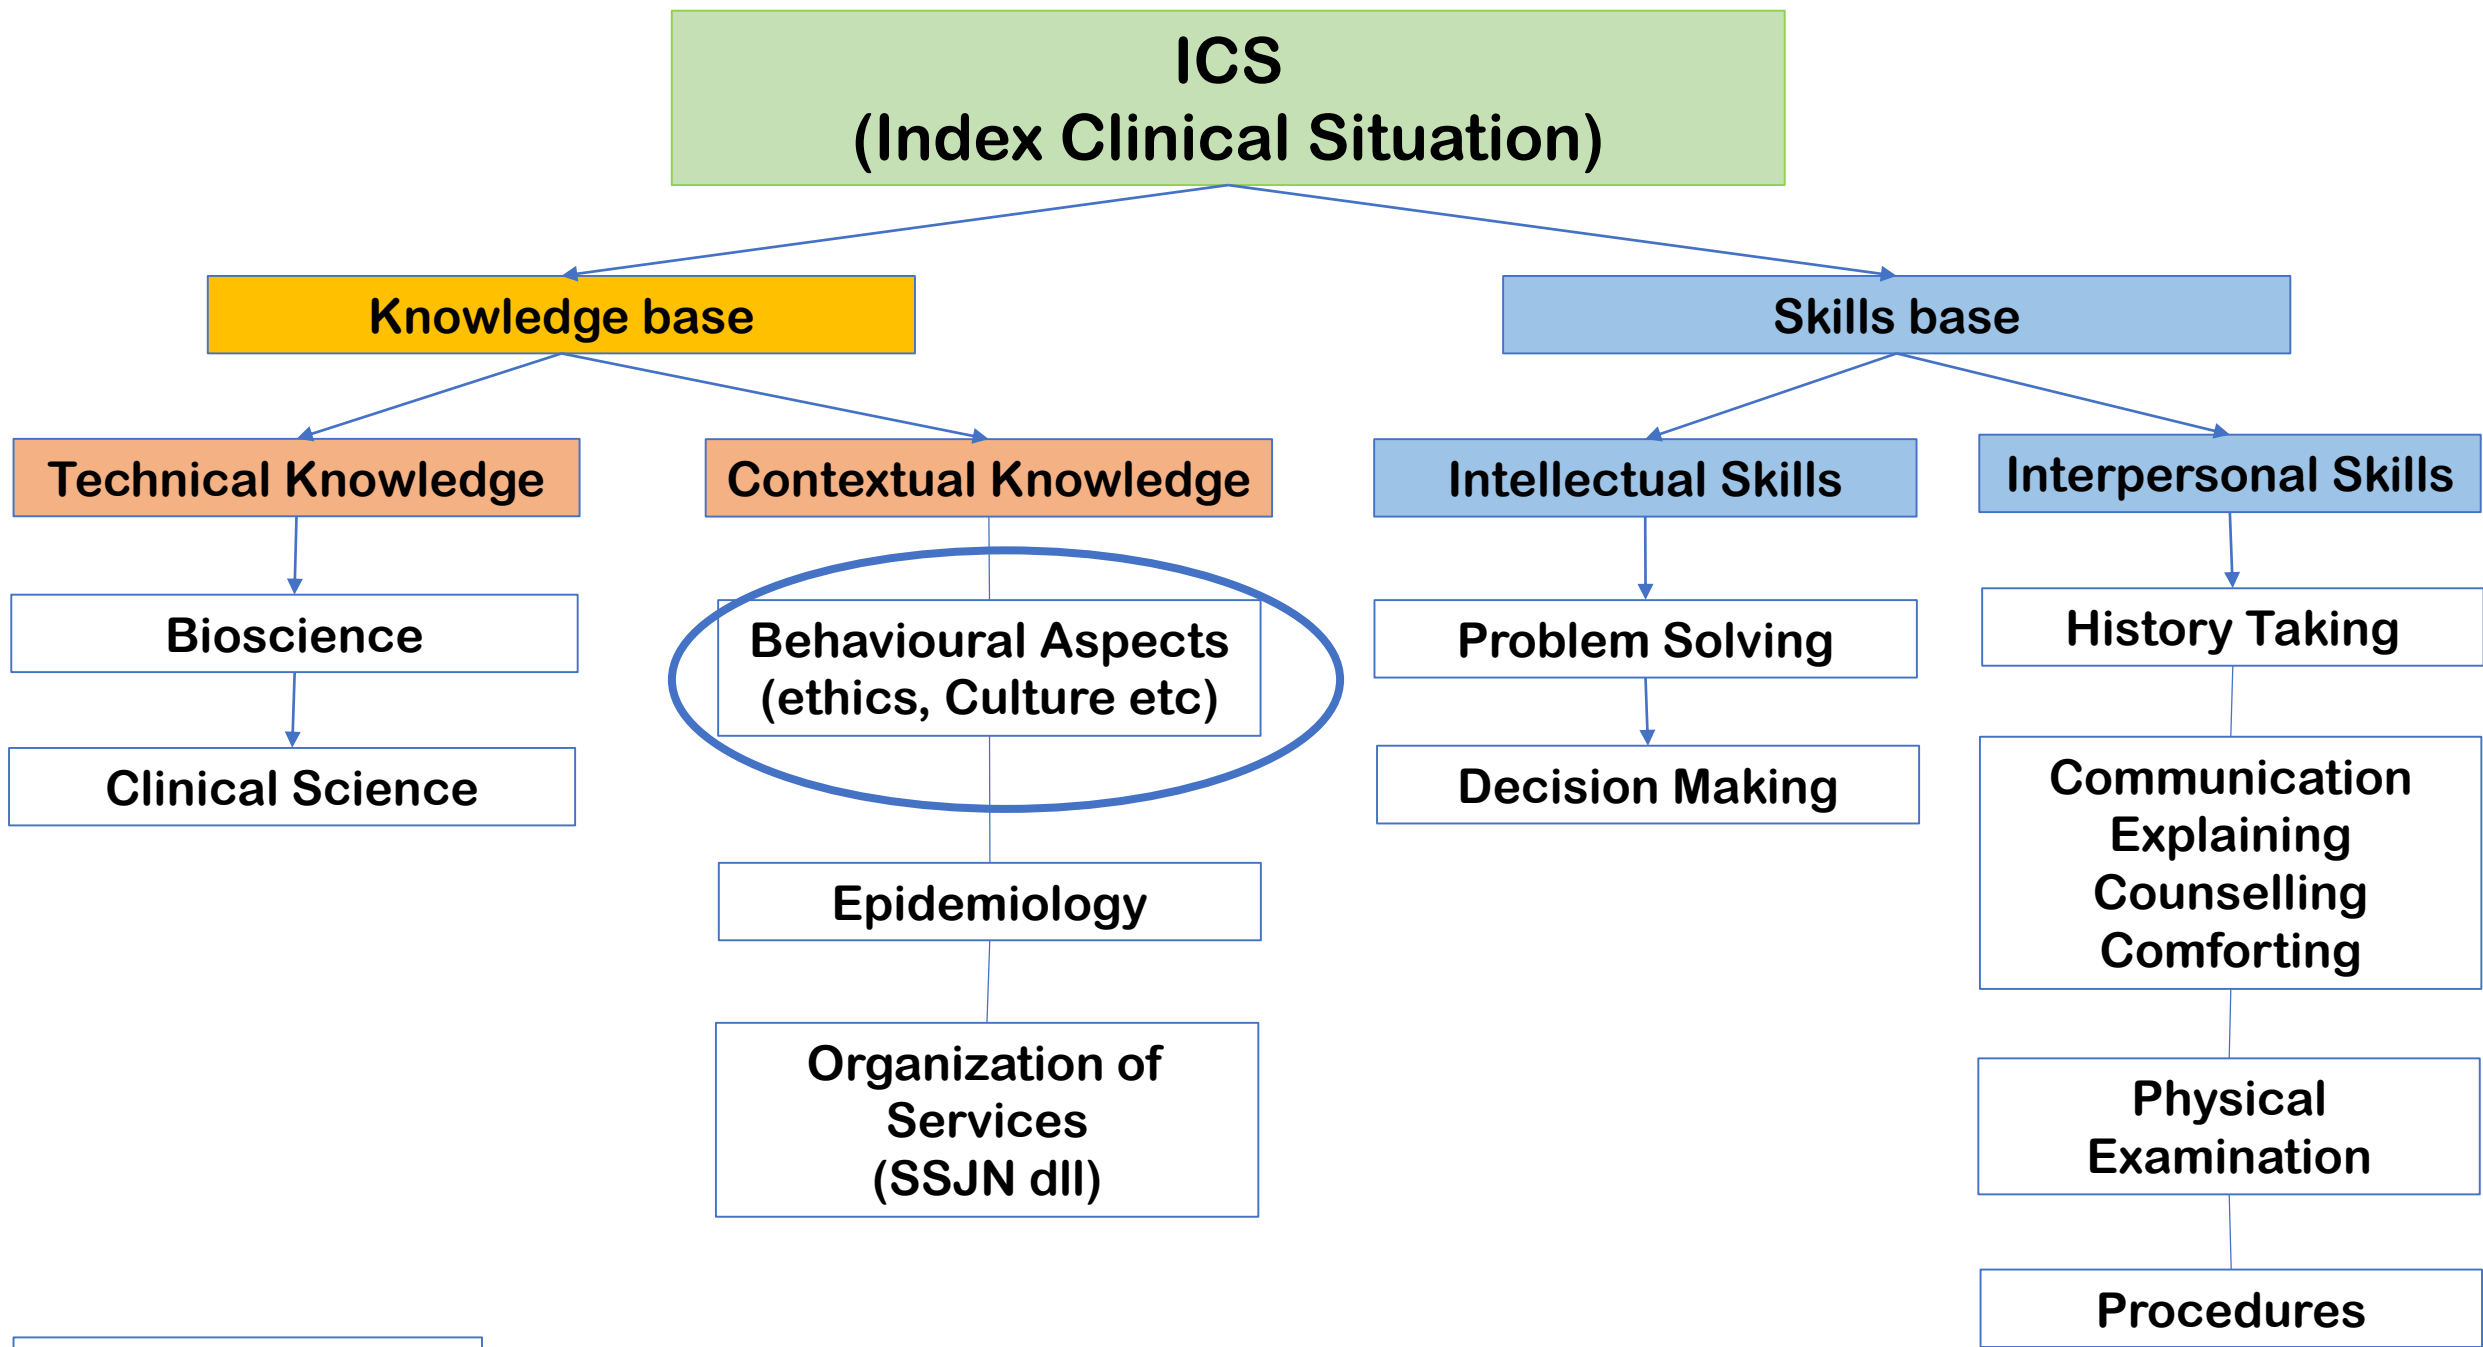 ICS
(Index Clinical Situation)
Knowledge base
Skills base
Technical Knowledge
Contextual Knowledge
Intellectual Skills
Interpersonal Skills
Bioscience
Clinical Science
Behavioural Aspects
(ethics, Culture etc)
Epidemiology
Organization of
Services
(SSJN dll)
Problem Solving
Decision Making
History Taking
Communication
Explaining
Counselling
Comforting
Physical
Examination
Procedures